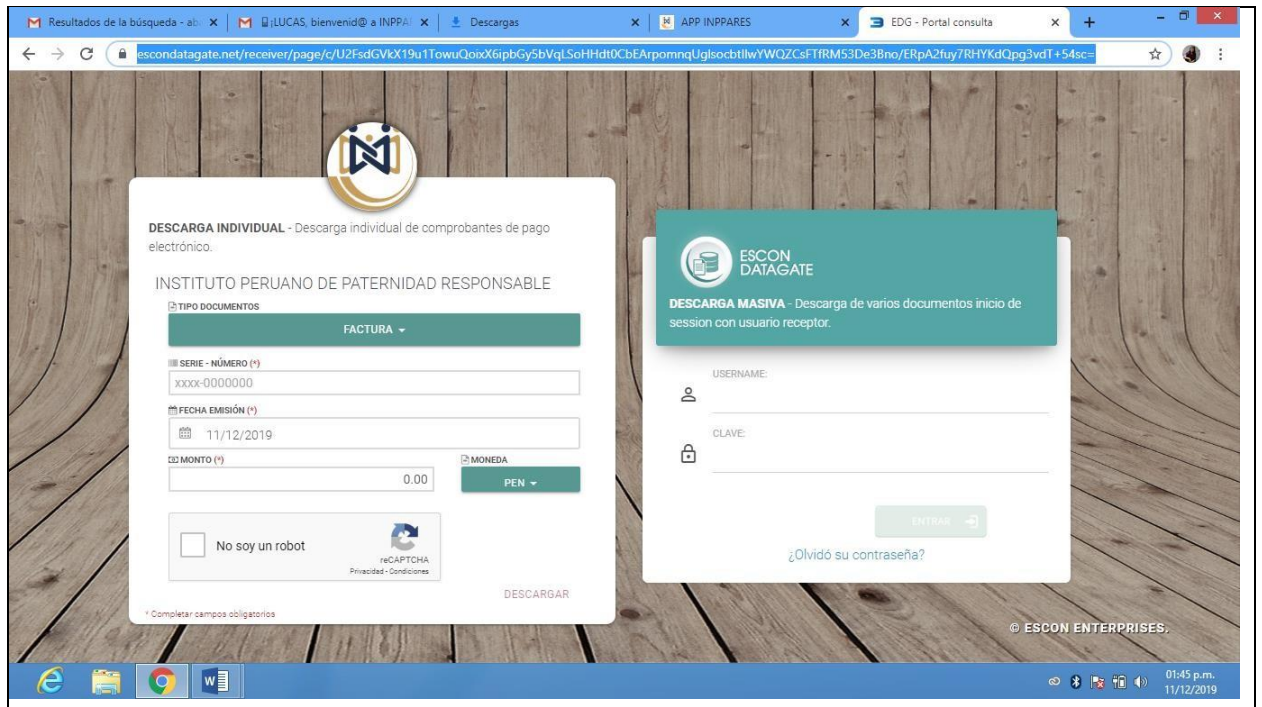 Resultados de la búsqueda - ab
¡LUCAS, bienvenid@ a INPPA
Descargas
APP INPPARES
EDG - Portal consulta
escondatagate.net/receiver/page/c/U2FsdGVkX19u1TowuQoixX6ipbGy5bVqLSoHHdt0CbEArpomnqUglsocbtIlwYWQZCsFTfRM53De3Bno/ERpA2fuy7RHYKdQpg3vdT+54sc=
DESCARGA INDIVIDUAL - Descarga individual de comprobantes de pago
electrónico.
INSTITUTO PERUANO DE PATERNIDAD RESPONSABLE
TIPO DOCUMENTOS
FACTURA
SERIE - NÚMERO (*)
xxxx-0000000
FECHA EMISIÓN (*)
11/12/2019
MONTO (*)
MONEDA
0.00
PEN
No soy un robot
reCAPTCHA
Privacidad - Condiciones
DESCARGAR
* Completar campos obligatorios
ESCON
DATAGATE
DESCARGA MASIVA - Descarga de varios documentos inicio de
session con usuario receptor.
USERNAME:
CLAVE:
ENTRAR
¿Olvidó su contraseña?
© ESCON ENTERPRISES.
01:45 p.m.
11/12/2019